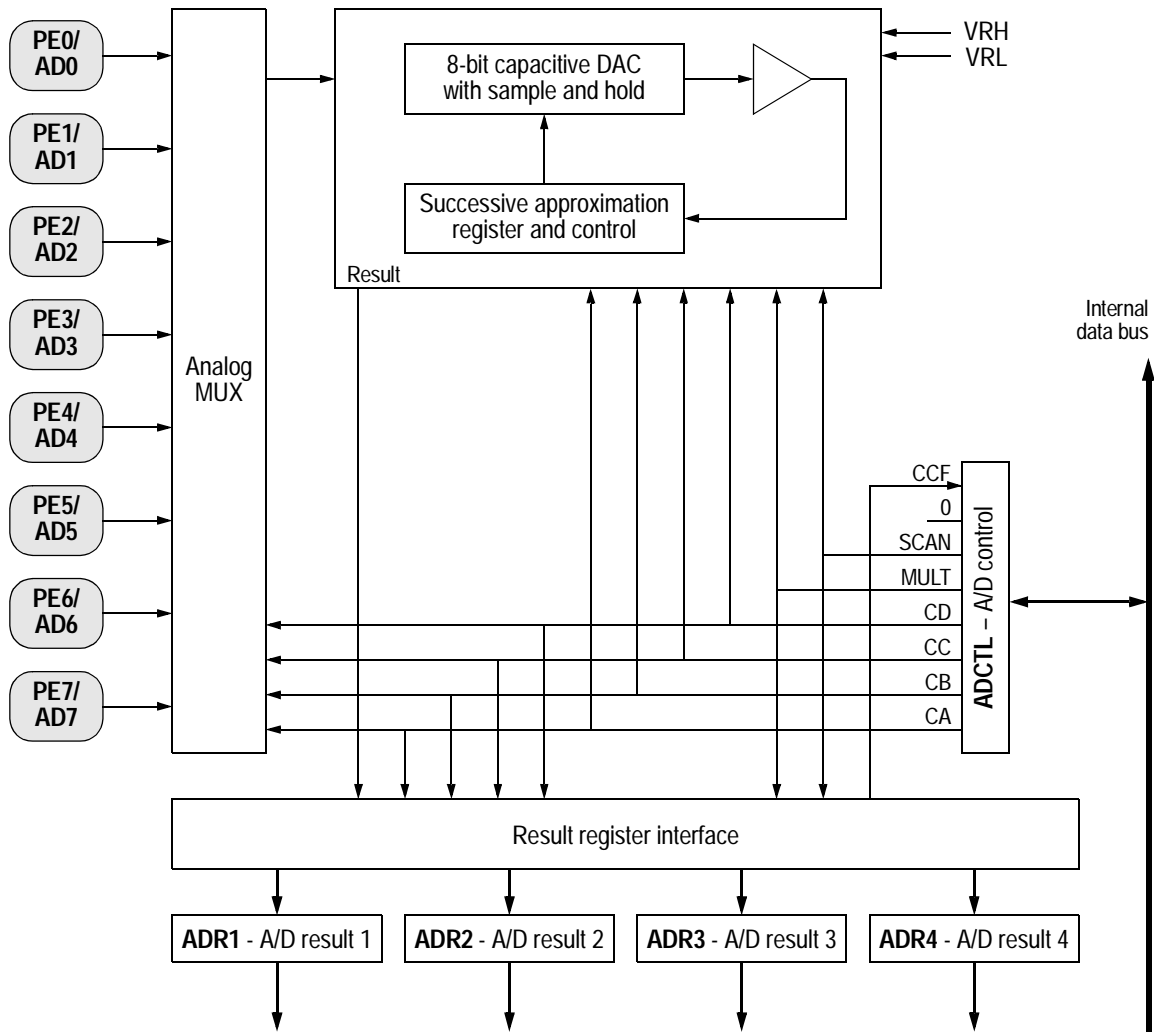 PE0/
AD0
PE1/
AD1
PE2/
AD2
PE3/
AD3
PE4/
AD4
PE5/
AD5
PE6/
AD6
PE7/
AD7
Analog
MUX
8-bit capacitive DAC
with sample and hold
Successive approximation
register and control
Result
VRH
VRL
Internal
data bus
CCF
0
SCAN
MULT
CD
CC
CB
CA
ADCTL – A/D control
Result register interface
ADR1 - A/D result 1
ADR2 - A/D result 2
ADR3 - A/D result 3
ADR4 - A/D result 4